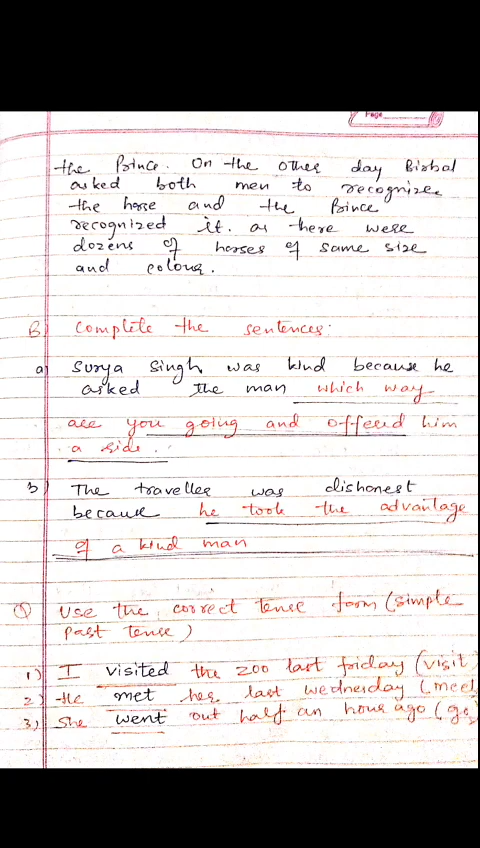 Page
the Prince. On the other day Birbal
asked both men to recognize
the horse and the Prince
recognized it. as there were
dozens of horses of same size
and colour.
B) Complete the sentences:
a) Surya Singh was kind because he
asked the man which way
are you going and offered him
a ride.
b) The traveller was dishonest
because he took the advantage
of a kind man
Q) Use the correct tense form (simple
past tense)
1) I visited the zoo last friday (visit)
2) He met her last wednesday (meet
3) She went out half an hour ago (go)